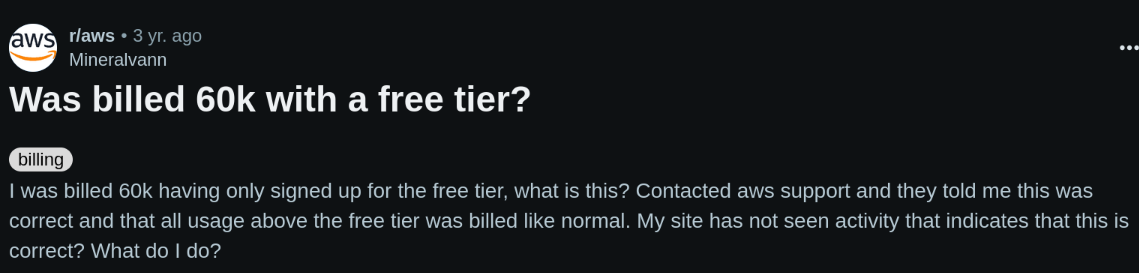 aws
r/aws • 3 yr. ago
Mineralvann
Was billed 60k with a free tier?
billing
I was billed 60k having only signed up for the free tier, what is this? Contacted aws support and they told me this was
correct and that all usage above the free tier was billed like normal. My site has not seen activity that indicates that this is
correct? What do I do?